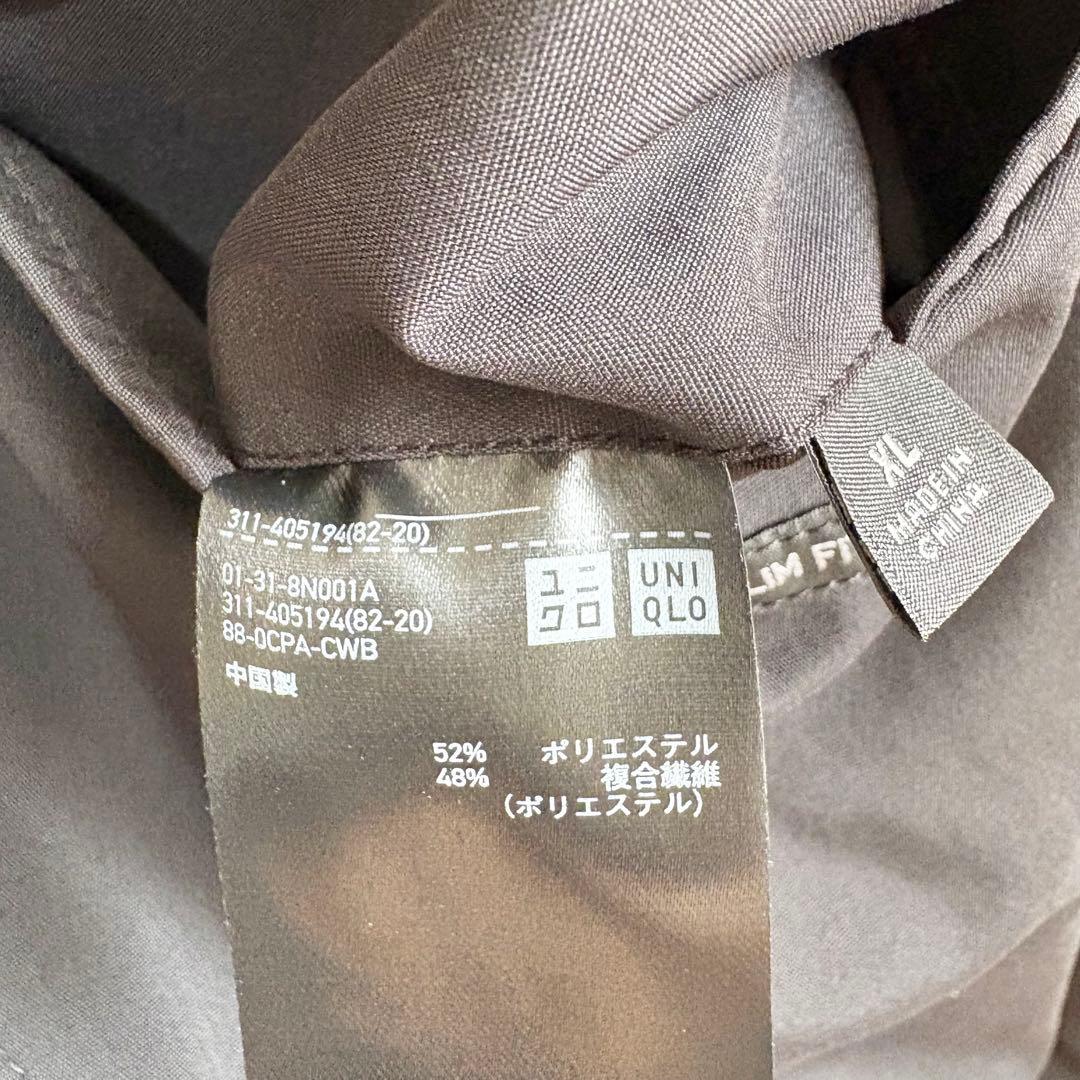 311-405194(82-20)
01-31-8N001A
311-405194(82-20)
88-0CPA-CWB
中国製
ユニ
クロ
UNI
QLO
52% ポリエステル
48% 複合繊維
(ポリエステル)
XL
MADE IN
CHINA
LIM FI